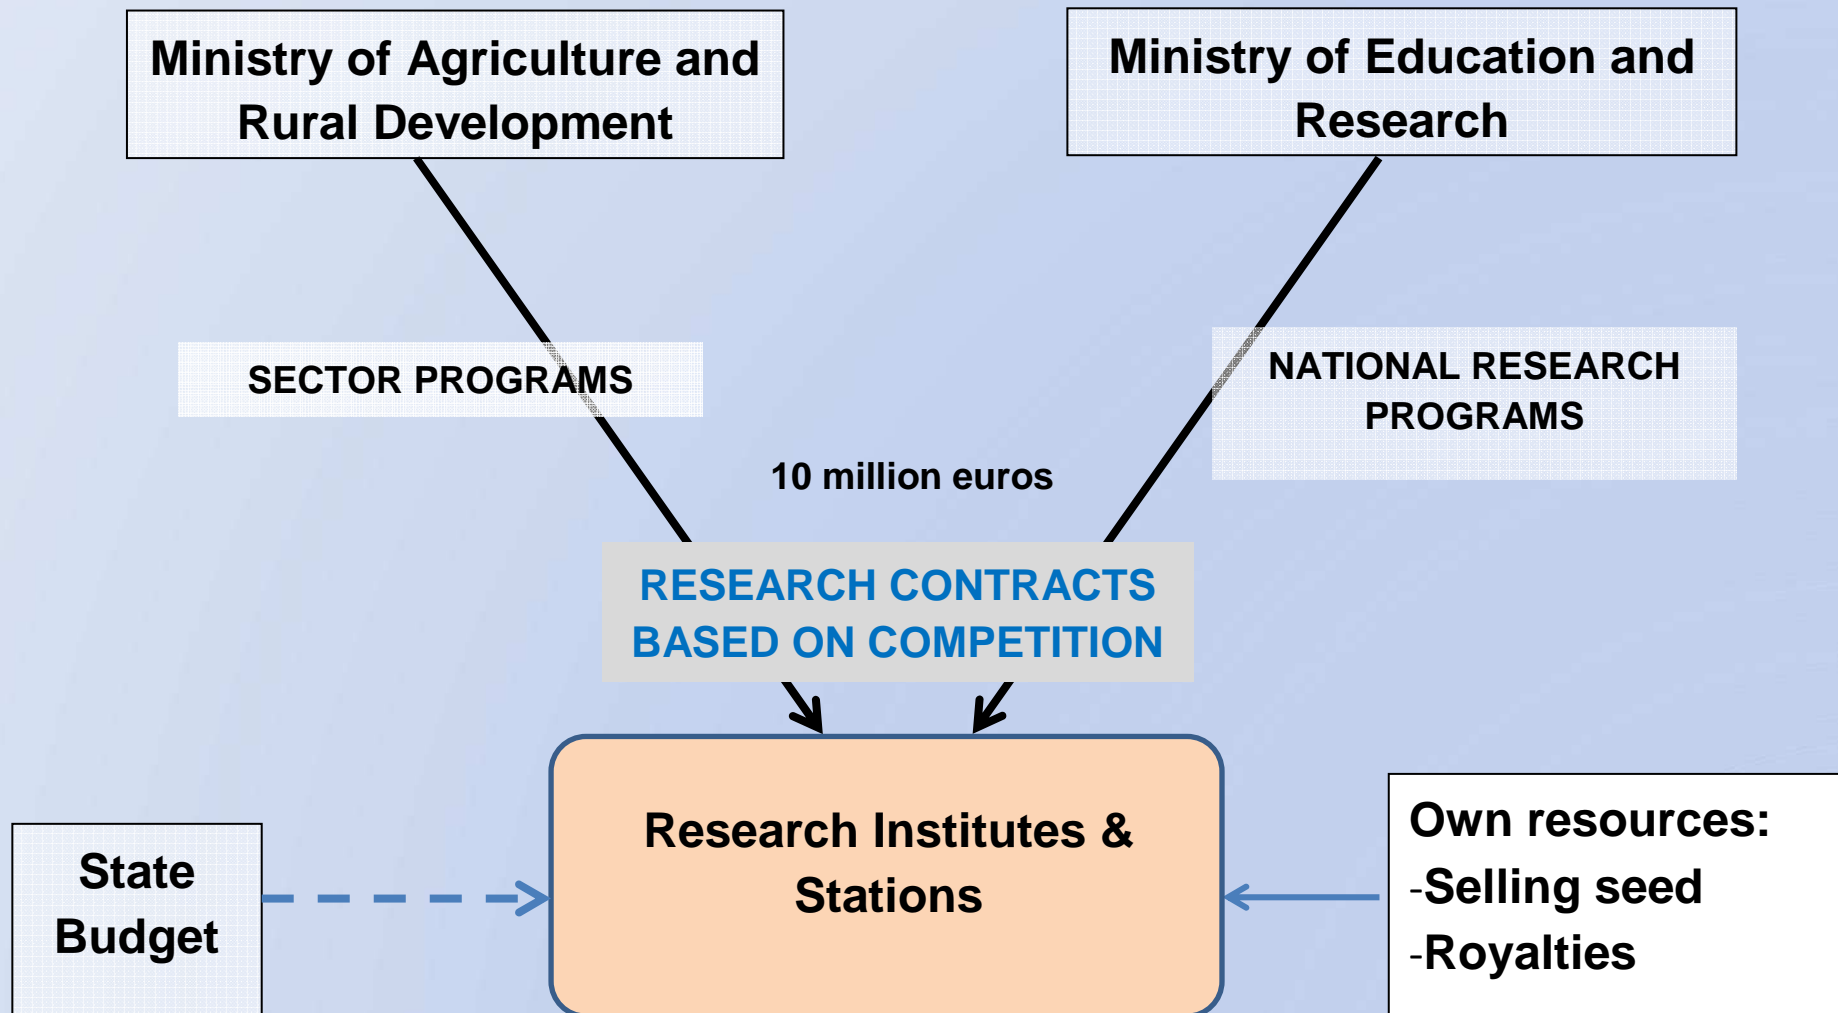 Ministry of Agriculture and
Rural Development
Ministry of Education and
Research
SECTOR PROGRAMS
NATIONAL RESEARCH
PROGRAMS
10 million euros
RESEARCH CONTRACTS
BASED ON COMPETITION
State
Budget
Research Institutes &
Stations
Own resources:
-Selling seed
-Royalties